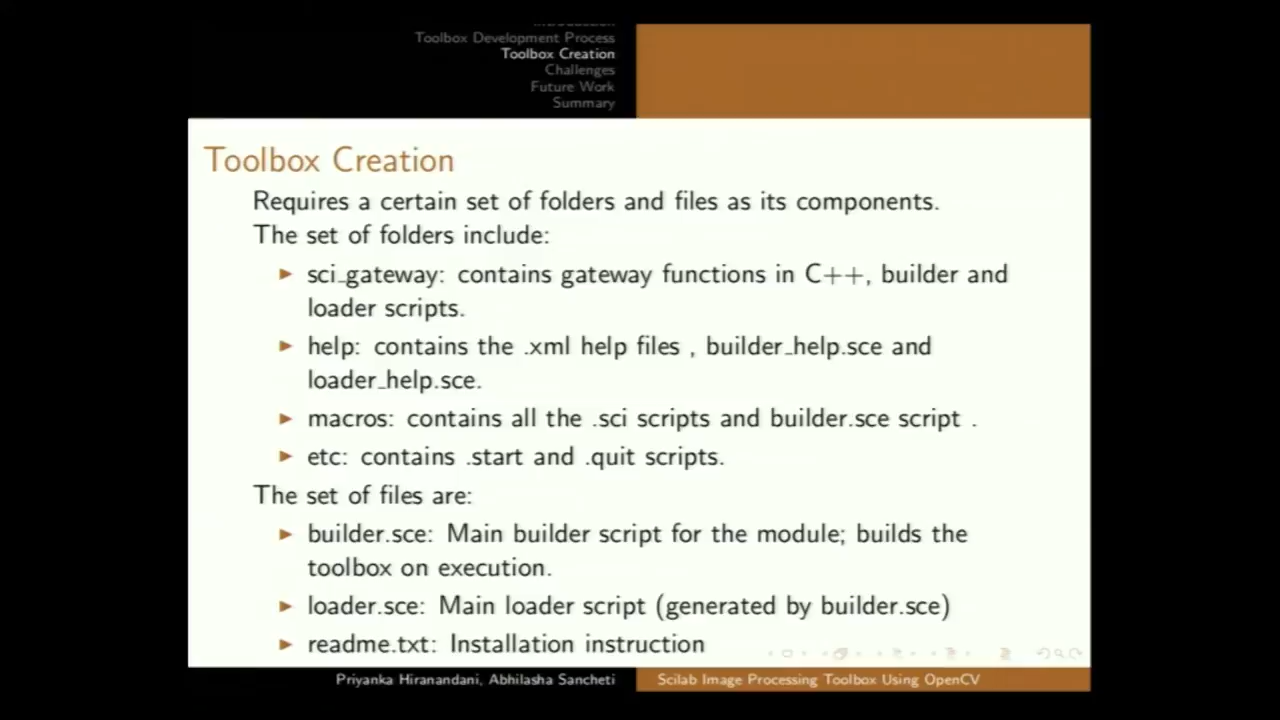 Toolbox Development Process
Toolbox Creation
Challenges
Future Work
Summary
Toolbox Creation
Requires a certain set of folders and files as its components.
The set of folders include:
sci_gateway: contains gateway functions in C++, builder and
loader scripts.
help: contains the .xml help files , builder_help.sce and
loader_help.sce.
macros: contains all the .sci scripts and builder.sce script .
etc: contains .start and .quit scripts.
The set of files are:
builder.sce: Main builder script for the module; builds the
toolbox on execution.
loader.sce: Main loader script (generated by builder.sce)
readme.txt: Installation instruction
Priyanka Hiranandani, Abhilasha Sancheti
Scilab Image Processing Toolbox Using OpenCV